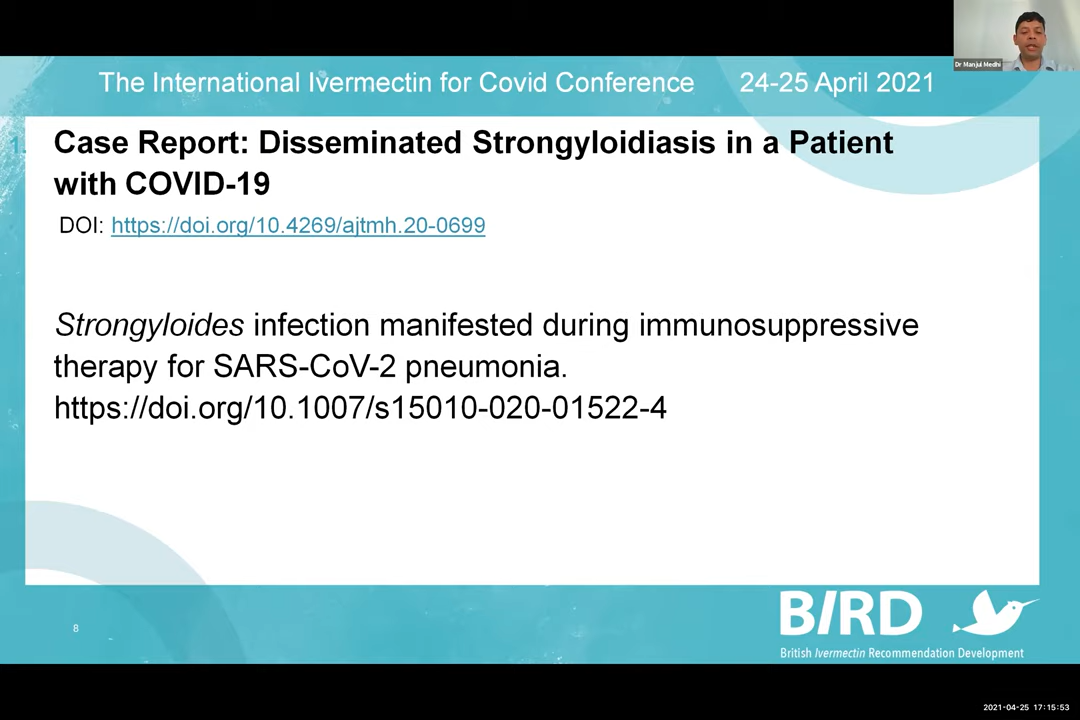 Dr Manjul Medhi
The International Ivermectin for Covid Conference 24-25 April 2021
1.
Case Report: Disseminated Strongyloidiasis in a Patient
with COVID-19
DOI: https://doi.org/10.4269/ajtmh.20-0699
Strongyloides infection manifested during immunosuppressive
therapy for SARS-CoV-2 pneumonia.
https://doi.org/10.1007/s15010-020-01522-4
8
BIRD
British Ivermectin Recommendation Development
2021-04-25 17:15:53